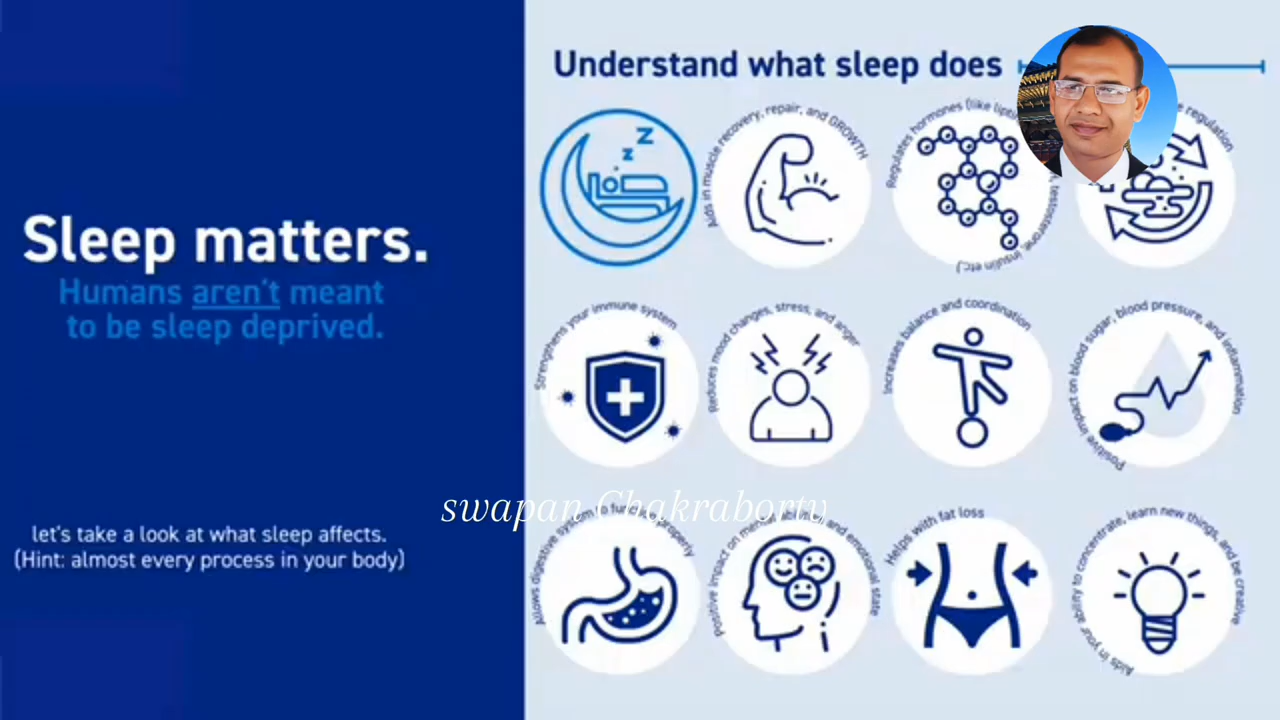 Sleep matters.
Humans aren't meant
to be sleep deprived.
let's take a look at what sleep affects.
(Hint: almost every process in your body)
Understand what sleep does
z
z
Aids in muscle recovery, repair, and GROWTH
Regulates hormones (like testosterone, insulin etc.)
regulation
Strengthens your immune system
Reduces mood changes, stress, and anger
Increases balance and coordination
Positive impact on blood sugar, blood pressure, and inflammation
swapan Chakraborty
Allows digestive system to function properly
Positive impact on and emotional state
Helps with fat loss
Aids in your ability to concentrate, learn new things, and be creative